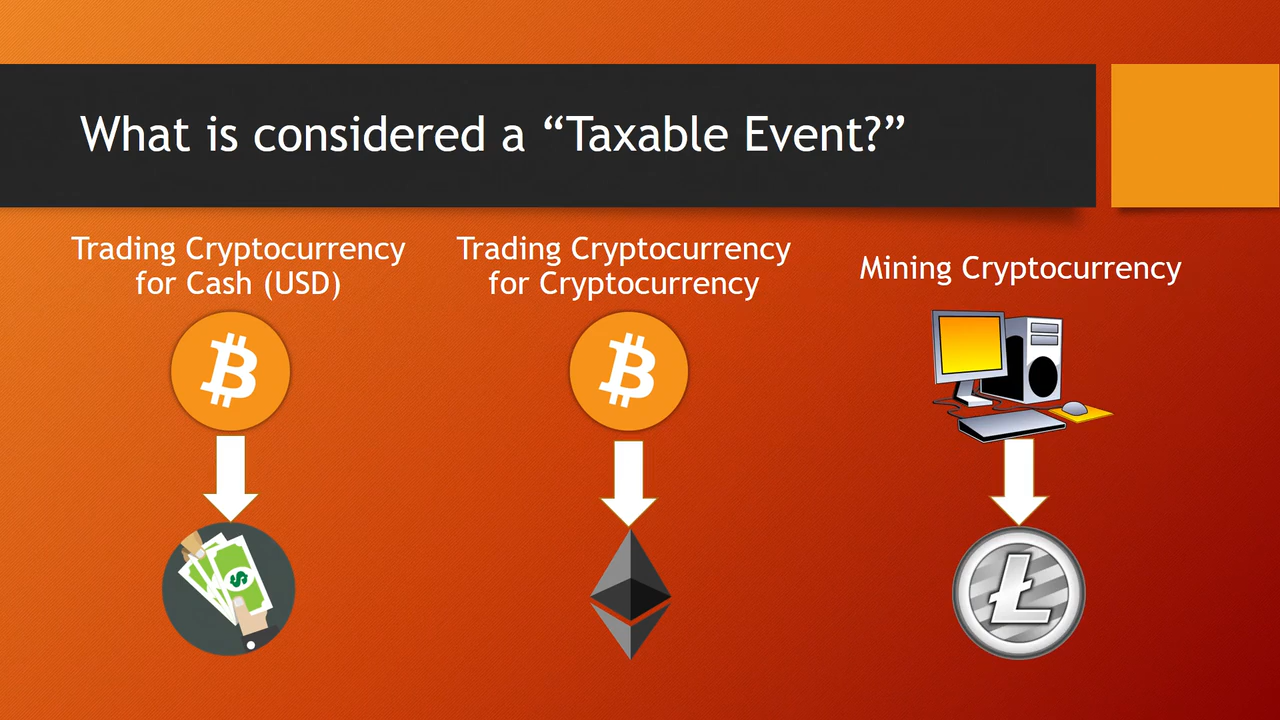 What is considered a “Taxable Event?”
Trading Cryptocurrency
for Cash (USD)
Trading Cryptocurrency
for Cryptocurrency
Mining Cryptocurrency